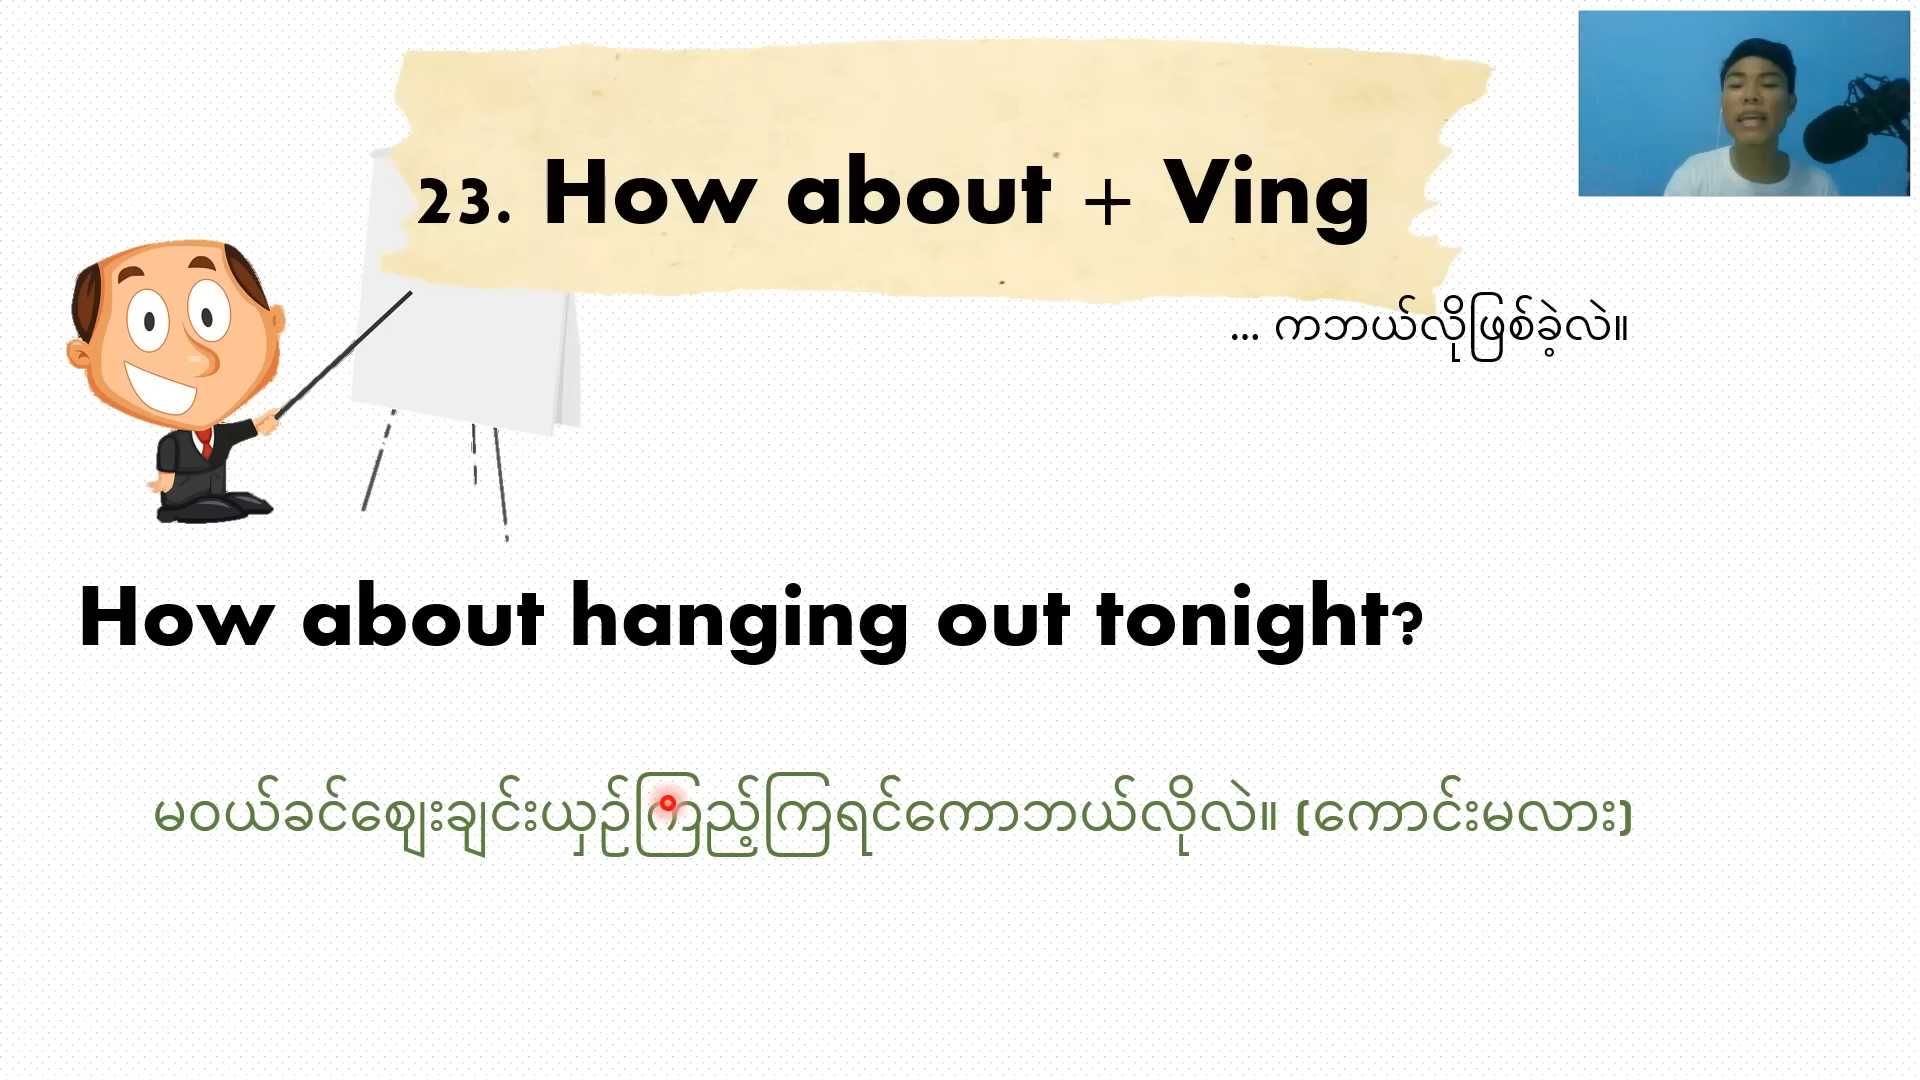 23. How about + Ving
... ကဘယ်လိုဖြစ်ခဲ့လဲ။
How about hanging out tonight?
မဝယ်ခင်ဈေးချင်းယှဉ်ကြည့်ကြရင်ကောဘယ်လိုလဲ။ (ကောင်းမလား)